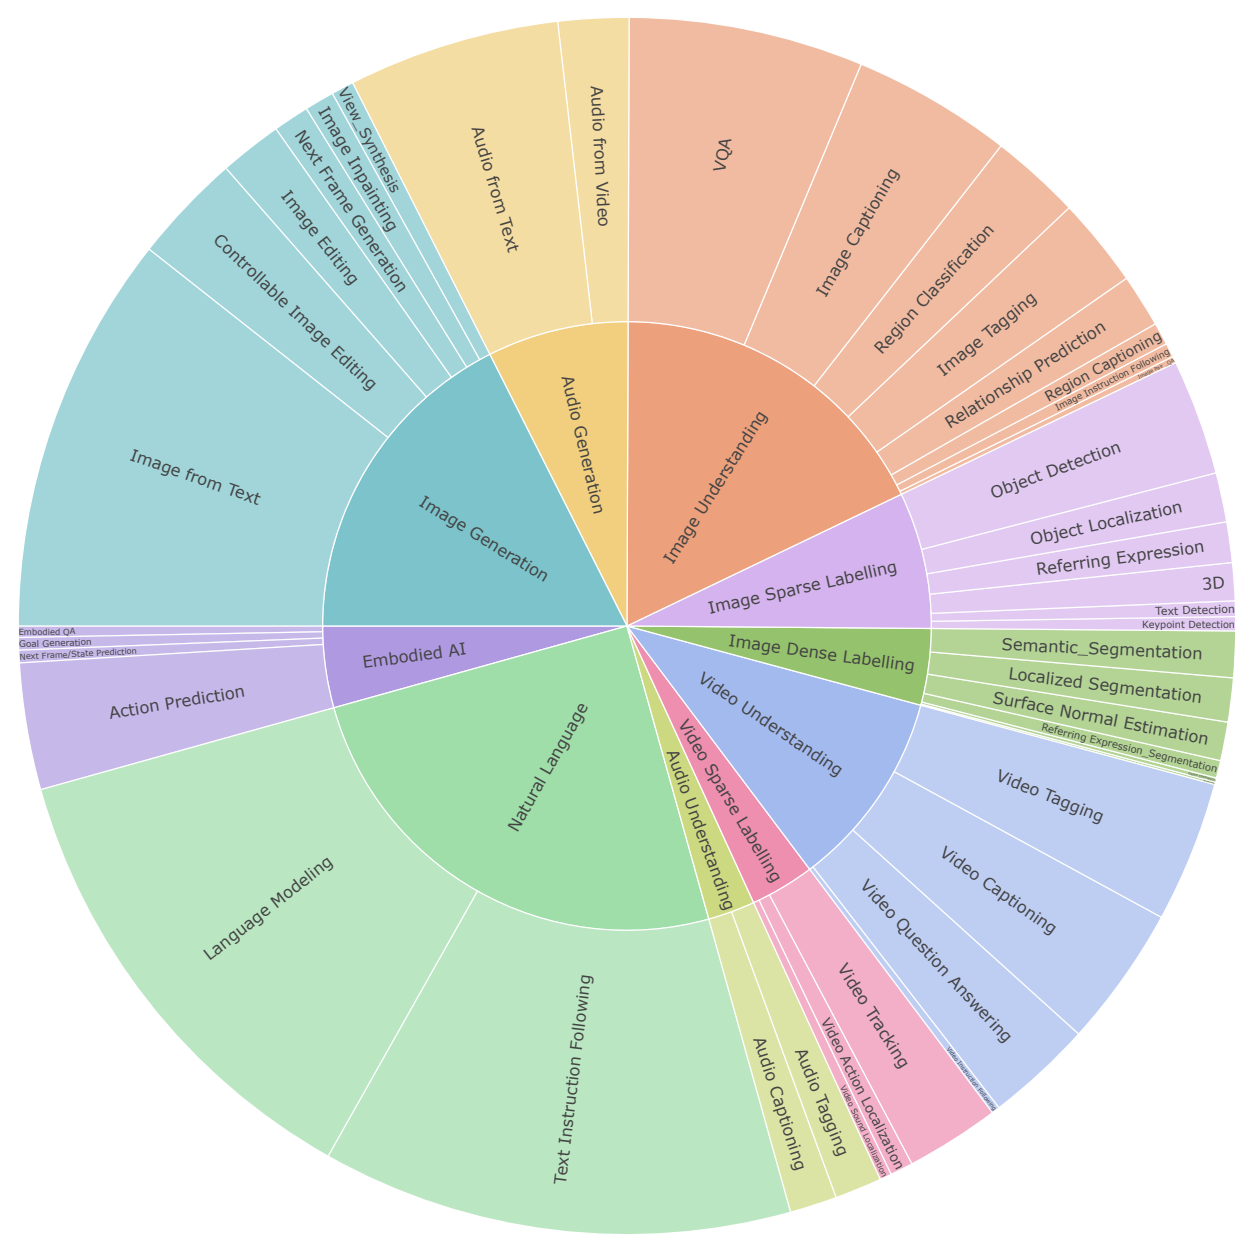 Image Understanding
VQA
Image Captioning
Region Classification
Image Tagging
Relationship Prediction
Region Captioning
Image Instruction Following
Image Sparse Labelling
Object Detection
Object Localization
Referring Expression
3D
Text Detection
Keypoint Detection
Image Dense Labelling
Semantic_Segmentation
Localized Segmentation
Surface Normal Estimation
Referring Expression_Segmentation
Video Understanding
Video Tagging
Video Captioning
Video Question Answering
Video Instruction Following
Video Sparse Labelling
Video Tracking
Video Action Localization
Video Sound Localization
Audio Understanding
Audio Tagging
Audio Captioning
Natural Language
Text Instruction Following
Language Modeling
Embodied AI
Action Prediction
Next Frame/State Prediction
Goal Generation
Embodied QA
Image Generation
Image from Text
Controllable Image Editing
Image Editing
Next Frame Generation
Image Inpainting
View_Synthesis
Audio Generation
Audio from Text
Audio from Video